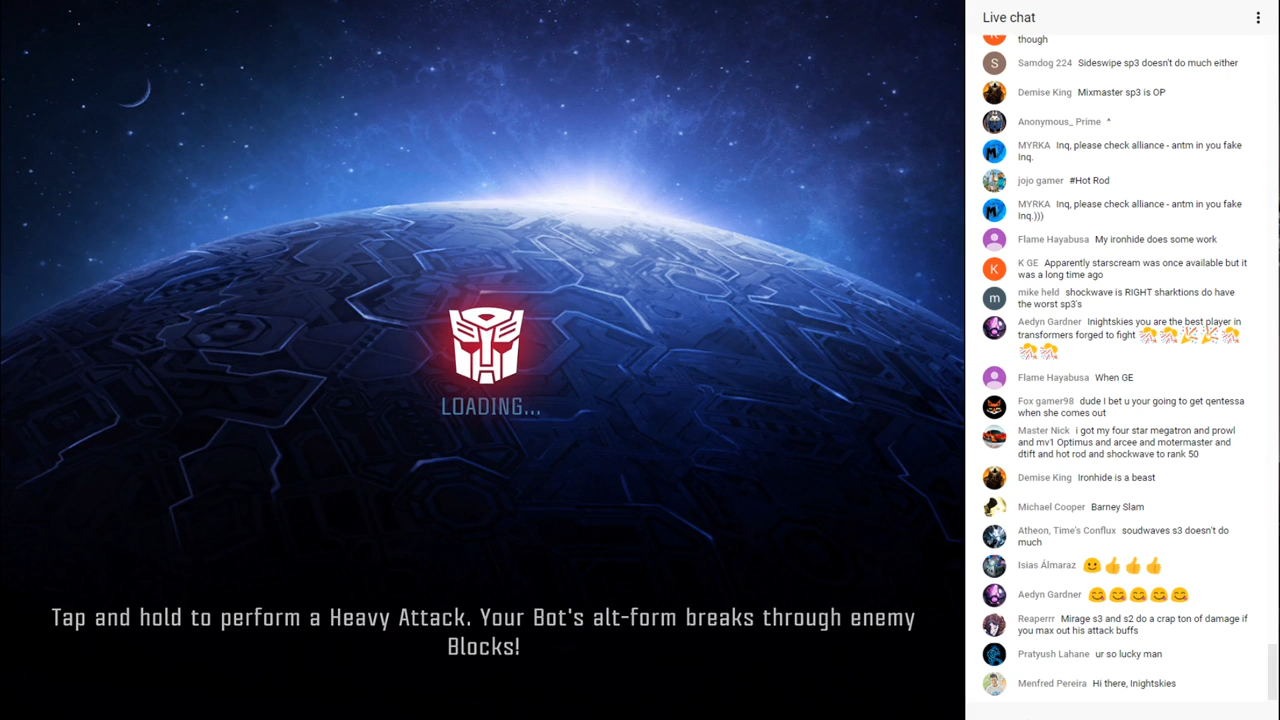 Live chat
though
Samdog 224 Sideswipe sp3 doesn't do much either
Demise King Mixmaster sp3 is OP
Anonymous_ Prime ^
MYRKA Inq, please check alliance - antm in you fake
Inq.
jojo gamer #Hot Rod
MYRKA Inq, please check alliance - antm in you fake
Inq.)))
Flame Hayabusa My ironhide does some work
K GE Apparently starscream was once available but it
was a long time ago
mike held shockwave is RIGHT sharktions do have
the worst sp3's
Aedyn Gardner Inightskies you are the best player in
transformers forged to fight 🎊🎊🎉🎉🎊
🎊🎊
Flame Hayabusa When GE
Fox gamer98 dude I bet u your going to get qentessa
when she comes out
Master Nick i got my four star megatron and prowl
and mv1 Optimus and arcee and motermaster and
dtift and hot rod and shockwave to rank 50
Demise King Ironhide is a beast
Michael Cooper Barney Slam
Atheon, Time's Conflux soudwaves s3 doesn't do
much
Isias Álmaraz 🙂👍👍👍
Aedyn Gardner 😋😋😋😋😋
Reaperrr Mirage s3 and s2 do a crap ton of damage if
you max out his attack buffs
Pratyush Lahane ur so lucky man
Menfred Pereira Hi there, Inightskies
LOADING...
Tap and hold to perform a Heavy Attack. Your Bot's alt-form breaks through enemy
Blocks!